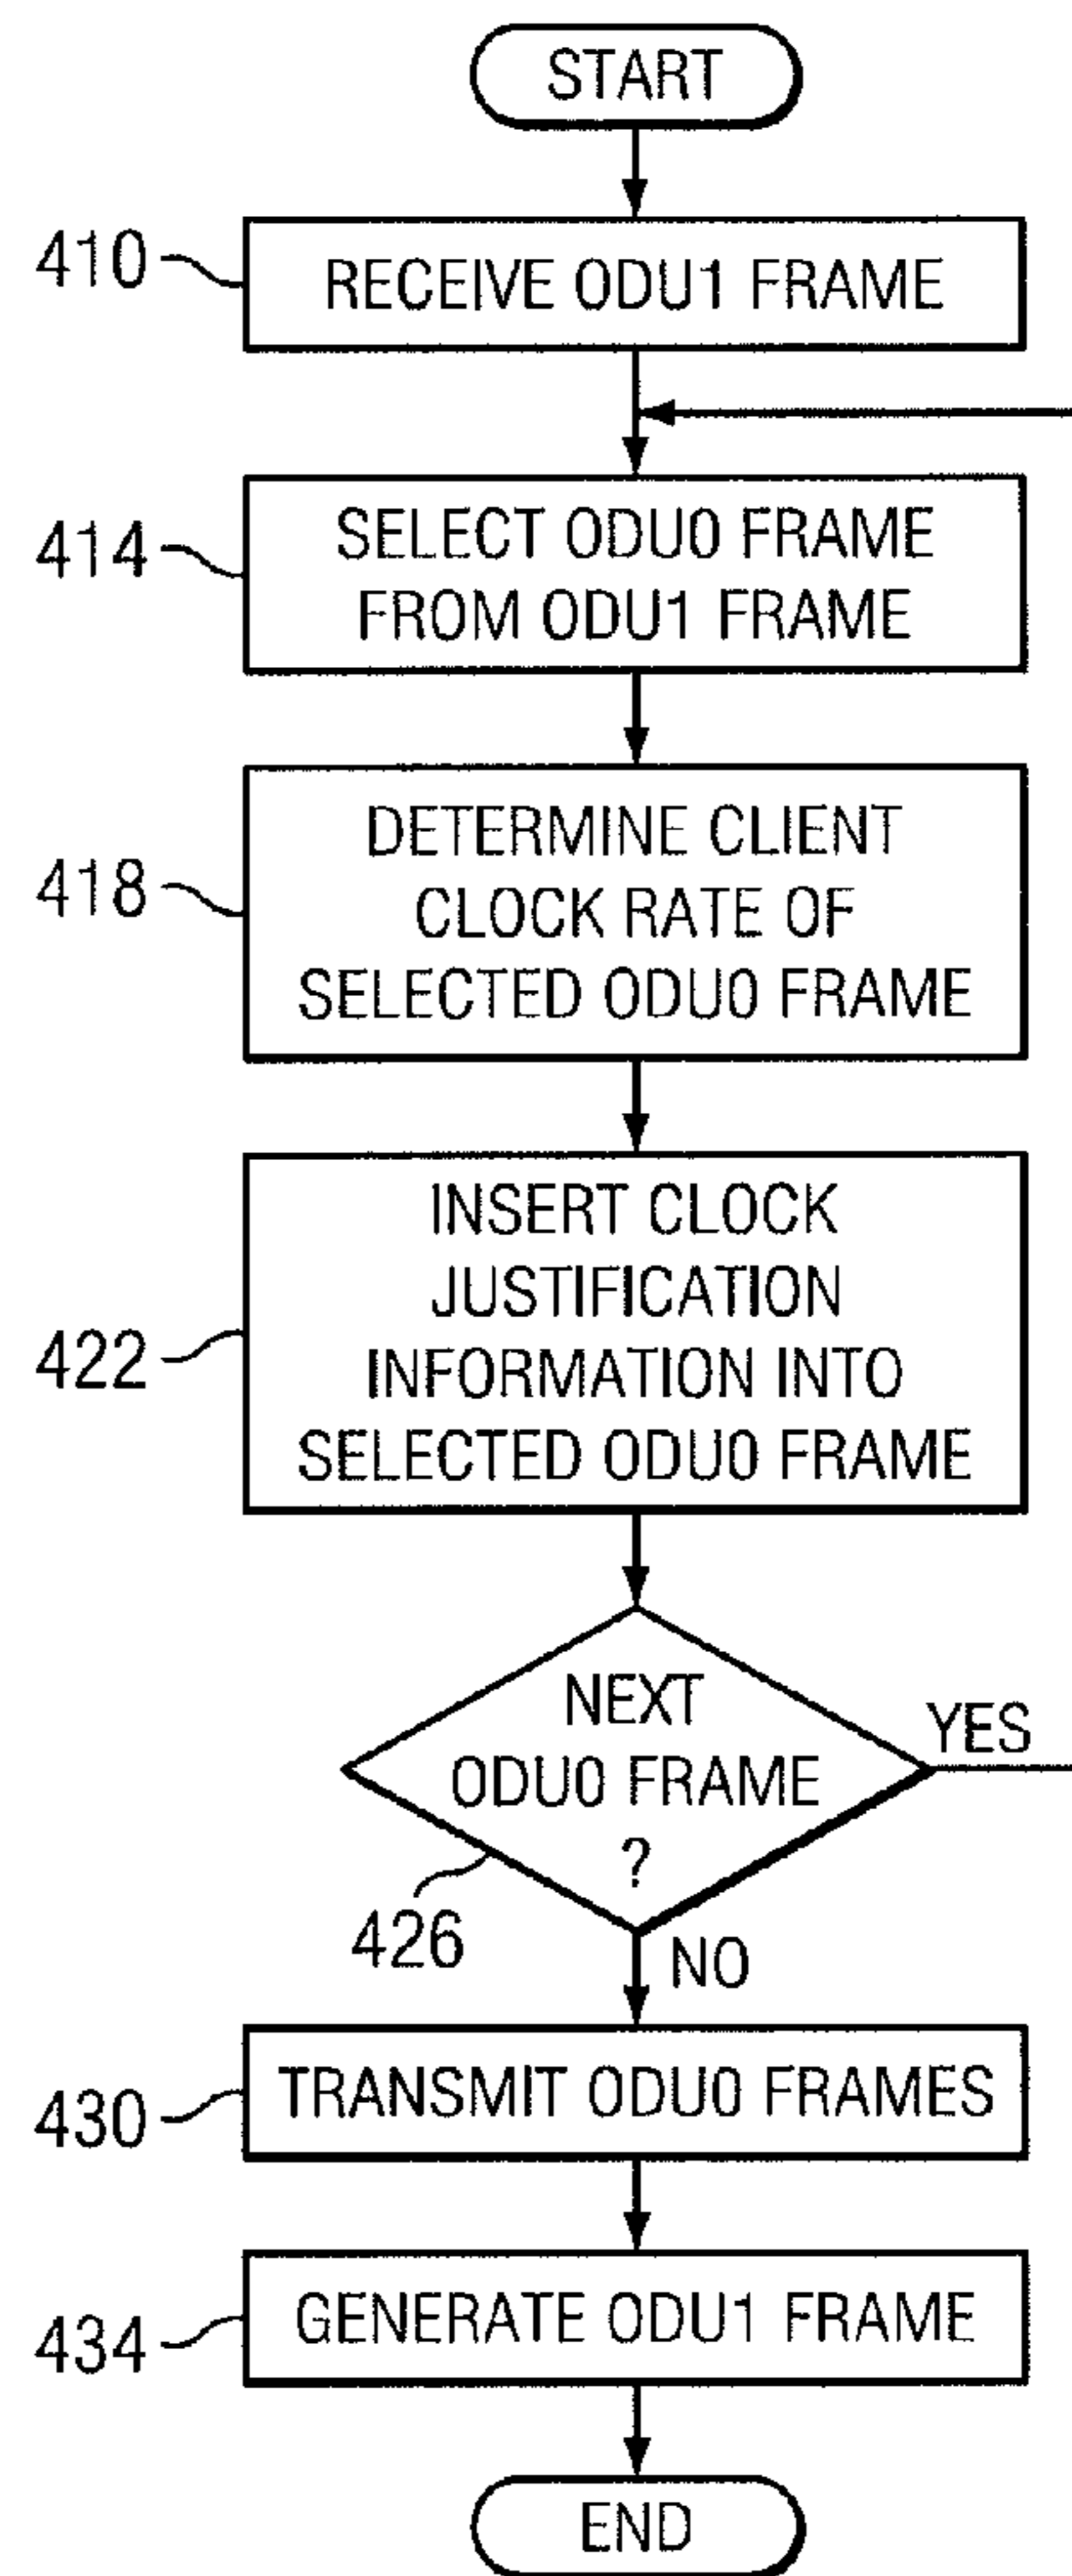 START
410
RECEIVE ODU1 FRAME
414
SELECT ODU0 FRAME
FROM ODU1 FRAME
418
DETERMINE CLIENT
CLOCK RATE OF
SELECTED ODU0 FRAME
422
INSERT CLOCK
JUSTIFICATION
INFORMATION INTO
SELECTED ODU0 FRAME
NEXT
ODU0 FRAME
?
YES
426
NO
430
TRANSMIT ODU0 FRAMES
434
GENERATE ODU1 FRAME
END